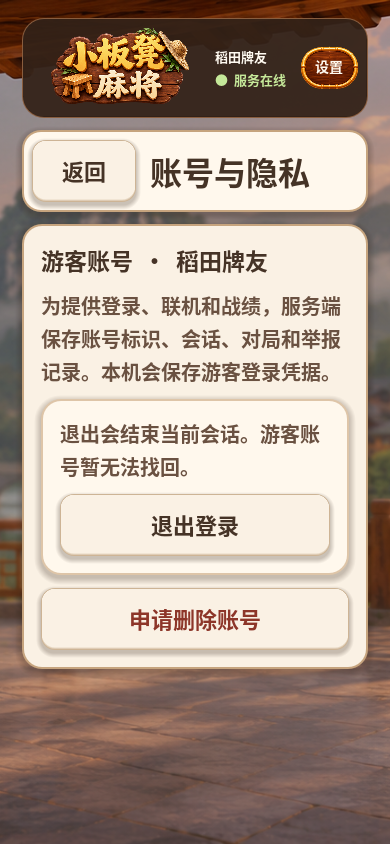 小板凳
麻将
稻田牌友
服务在线
设置
返回
账号与隐私
游客账号 · 稻田牌友
为提供登录、联机和战绩，服务端
保存账号标识、会话、对局和举报
记录。本机会保存游客登录凭据。
退出会结束当前会话。游客账
号暂无法找回。
退出登录
申请删除账号